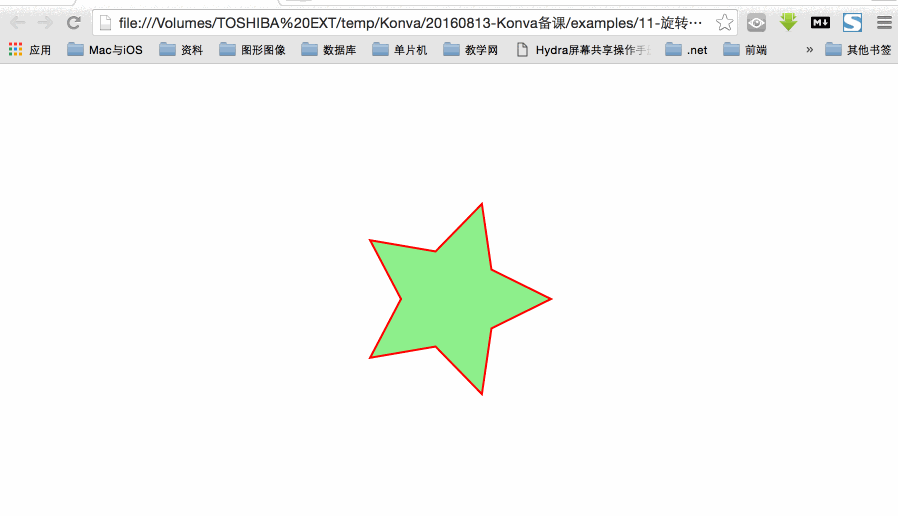 file:///Volumes/TOSHIBA%20EXT/temp/Konva/20160813-Konva备课/examples/11-旋转…
M↓ S
应用 Mac与iOS 资料 图形图像 数据库 单片机 教学网 Hydra屏幕共享操作手 .net 前端 » 其他书签